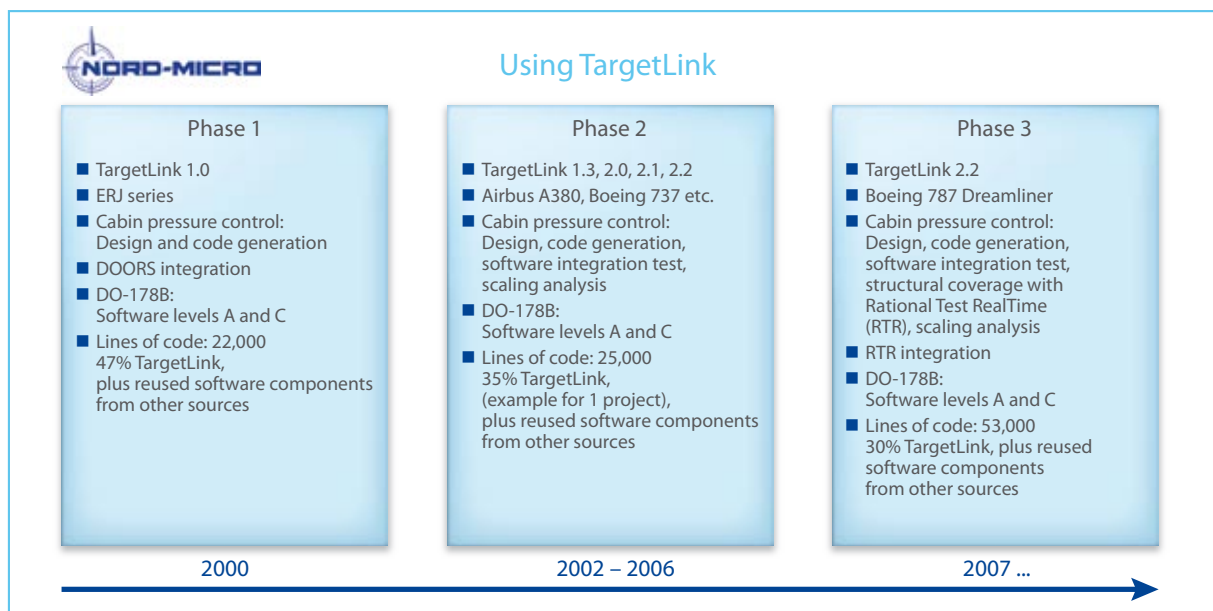 NORD-MICRO
Using TargetLink
Phase 1
TargetLink 1.0
ERJ series
Cabin pressure control:
Design and code generation
DOORS integration
DO-178B:
Software levels A and C
Lines of code: 22,000
47% TargetLink,
plus reused software components
from other sources
2000
Phase 2
TargetLink 1.3, 2.0, 2.1, 2.2
Airbus A380, Boeing 737 etc.
Cabin pressure control:
Design, code generation,
software integration test,
scaling analysis
DO-178B:
Software levels A and C
Lines of code: 25,000
35% TargetLink,
(example for 1 project),
plus reused software components
from other sources
2002 – 2006
Phase 3
TargetLink 2.2
Boeing 787 Dreamliner
Cabin pressure control:
Design, code generation,
software integration test,
structural coverage with
Rational Test RealTime
(RTR), scaling analysis
RTR integration
DO-178B:
Software levels A and C
Lines of code: 53,000
30% TargetLink, plus reused
software components
from other sources
2007 ...